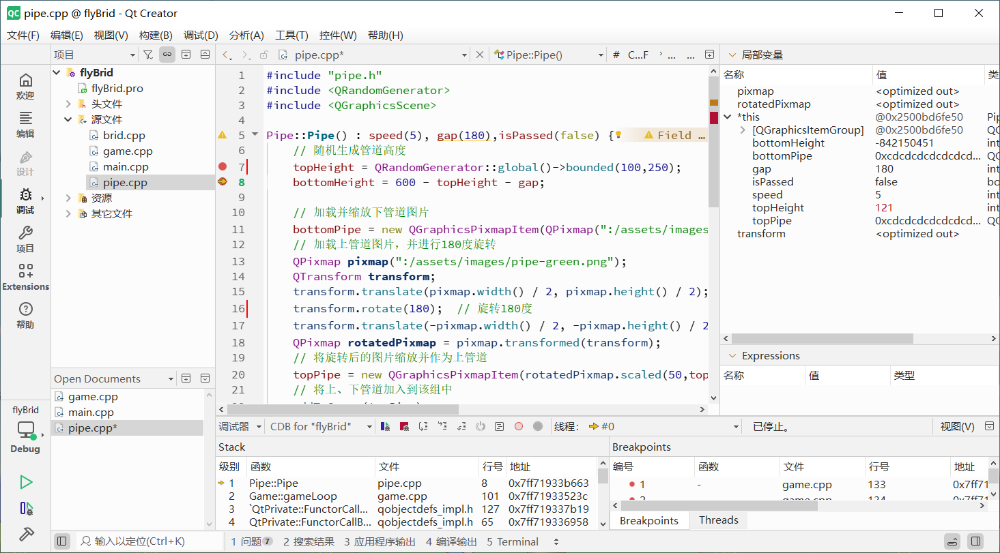 QC pipe.cpp @ flyBrid - Qt Creator
文件(F) 编辑(E) 视图(V) 构建(B) 调试(D) 分析(A) 工具(T) 控件(W) 帮助(H)
项目
pipe.cpp*
Pipe::Pipe()
# C...F ... ...
局部变量
欢迎
编辑
设计
调试
项目
Extensions
帮助
flyBrid
Debug
flyBrid
flyBrid.pro
头文件
源文件
brid.cpp
game.cpp
main.cpp
pipe.cpp
资源
其它文件
Open Documents
game.cpp
main.cpp
pipe.cpp*
1 #include "pipe.h"
2 #include <QRandomGenerator>
3 #include <QGraphicsScene>
4
5 Pipe::Pipe() : speed(5), gap(180),isPassed(false) { Field ...
6 // 随机生成管道高度
7 topHeight = QRandomGenerator::global()->bounded(100,250);
8 bottomHeight = 600 - topHeight - gap;
9
10 // 加载并缩放下管道图片
11 bottomPipe = new QGraphicsPixmapItem(QPixmap(":/assets/images
12 // 加载上管道图片，并进行180度旋转
13 QPixmap pixmap(":/assets/images/pipe-green.png");
14 QTransform transform;
15 transform.translate(pixmap.width() / 2, pixmap.height() / 2);
16 transform.rotate(180); // 旋转180度
17 transform.translate(-pixmap.width() / 2, -pixmap.height() / 2
18 QPixmap rotatedPixmap = pixmap.transformed(transform);
19 // 将旋转后的图片缩放并作为上管道
20 topPipe = new QGraphicsPixmapItem(rotatedPixmap.scaled(50,top
21 // 将上、下管道加入到该组中
名称 值 类
pixmap <optimized out>
rotatedPixmap <optimized out>
*this @0x2500bd6fe50 Pip
[QGraphicsItemGroup] @0x2500bd6fe50 QG
bottomHeight -842150451 int
bottomPipe 0xcdcdcdcdcdcd... QG
gap 180 int
isPassed false bo
speed 5 int
topHeight 121 int
topPipe 0xcdcdcdcdcdcd... QG
transform <optimized out>
Expressions
名称 值 类型
调试器 CDB for "flyBrid" 线程： #0 已停止。 视图(V)
Stack
级别 函数 文件 行号 地址
1 Pipe::Pipe pipe.cpp 8 0x7ff71933b663
2 Game::gameLoop game.cpp 101 0x7ff71933523c
3 `QtPrivate::FunctorCall... qobjectdefs_impl.h 127 0x7ff719337b19
4 QtPrivate::FunctorCallB... qobjectdefs_impl.h 65 0x7ff719336958
Breakpoints
编号 函数 文件 行号 地址
1 - game.cpp 133 0x7ff71
Breakpoints Threads
输入以定位(Ctrl+K) 1 问题 7 2 搜索结果 3 应用程序输出 4 编译输出 5 Terminal